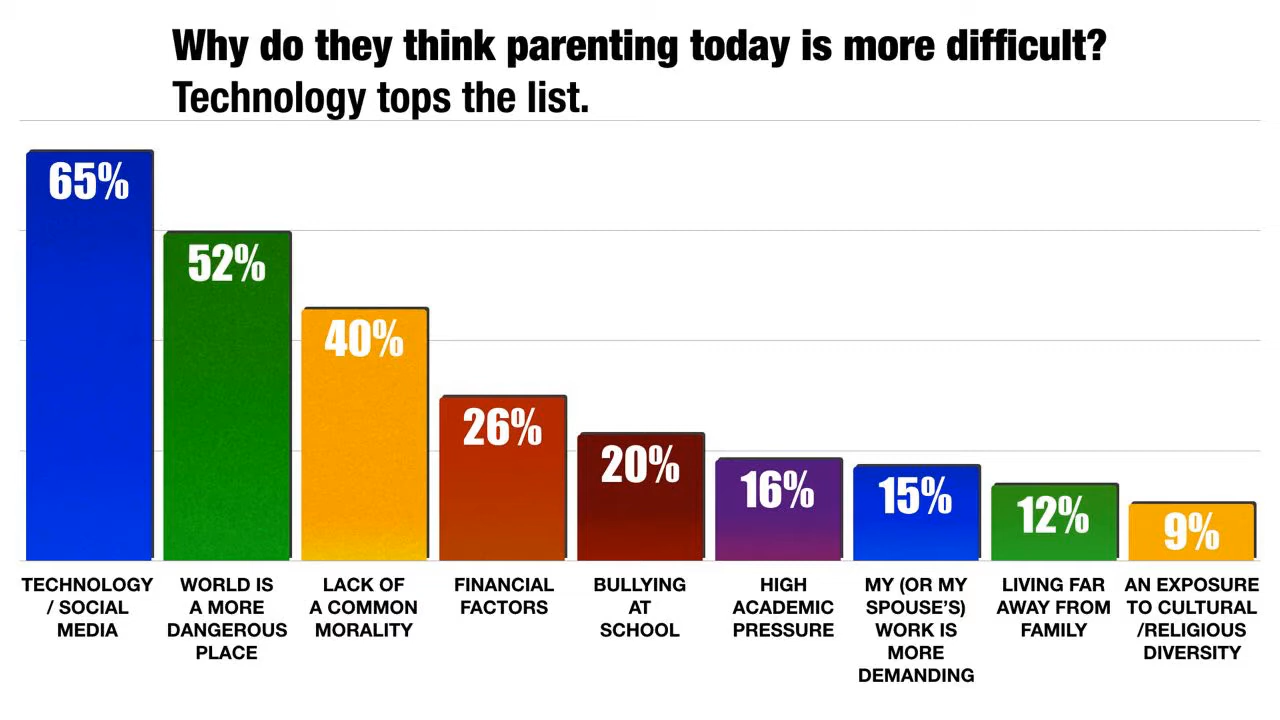 Why do they think parenting today is more difficult?
Technology tops the list.
65%
52%
40%
26%
20%
16%
15%
12%
9%
TECHNOLOGY
/ SOCIAL
MEDIA
WORLD IS
A MORE
DANGEROUS
PLACE
LACK OF
A COMMON
MORALITY
FINANCIAL
FACTORS
BULLYING
AT
SCHOOL
HIGH
ACADEMIC
PRESSURE
MY (OR MY
SPOUSE’S)
WORK IS
MORE
DEMANDING
LIVING FAR
AWAY FROM
FAMILY
AN EXPOSURE
TO CULTURAL
/RELIGIOUS
DIVERSITY